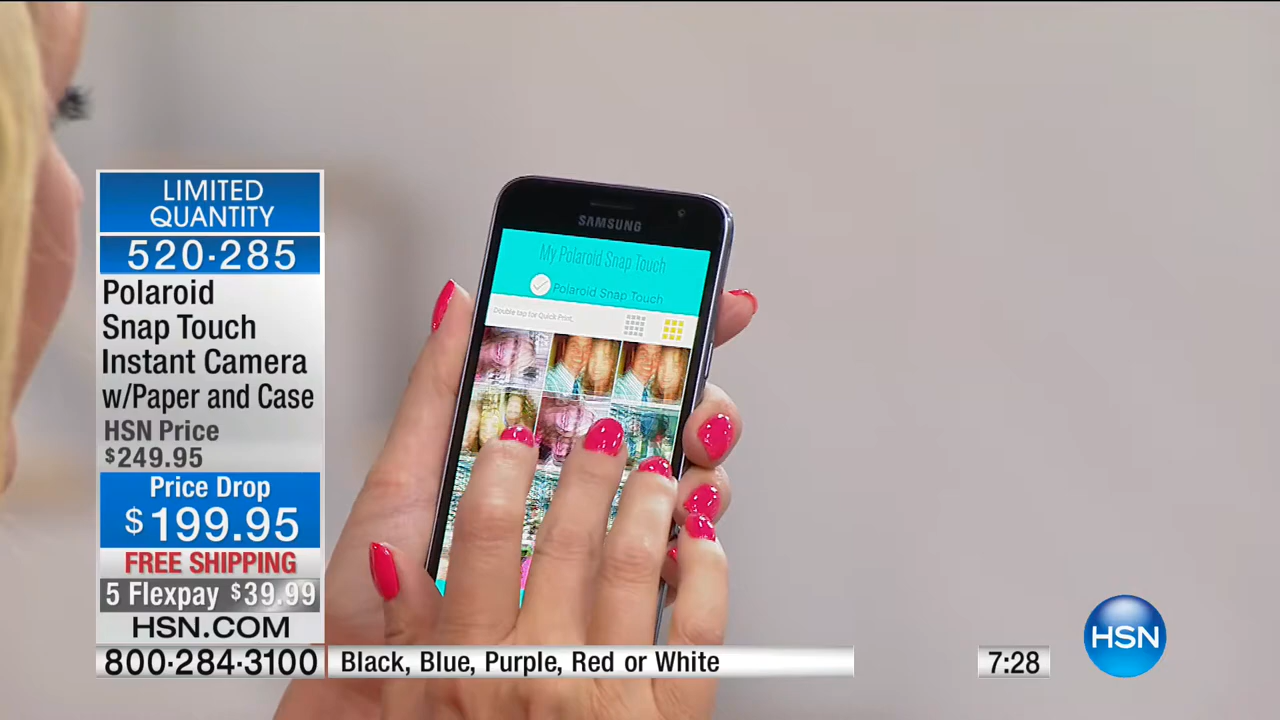 LIMITED
QUANTITY
520-285
Polaroid
Snap Touch
Instant Camera
w/Paper and Case
HSN Price
$249.95
Price Drop
$199.95
FREE SHIPPING
5 Flexpay $39.99
HSN.COM
800-284-3100
Black, Blue, Purple, Red or White
7:28
HSN
SAMSUNG
My Polaroid Snap Touch
Polaroid Snap Touch
Double tap for Quick Print.